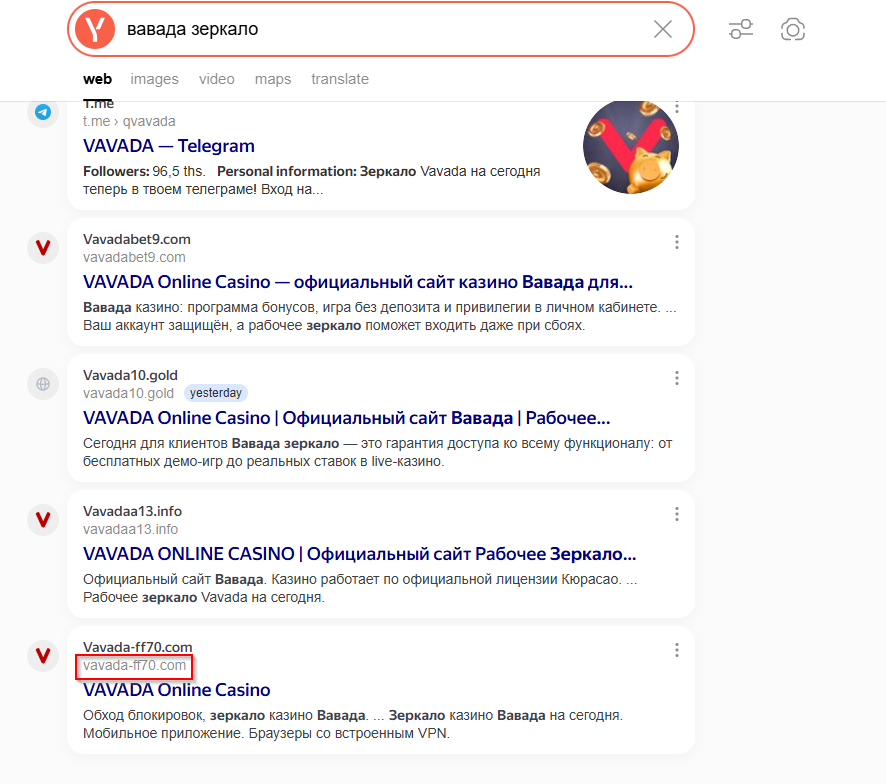 вавада зеркало
web images video maps translate
T.me
t.me › qvavada
VAVADA — Telegram
Followers: 96,5 ths. Personal information: Зеркало Vavada на сегодня
теперь в твоем телеграме! Вход на...
Vavadabet9.com
vavadabet9.com
VAVADA Online Casino — официальный сайт казино Вавада для...
Вавада казино: программа бонусов, игра без депозита и привилегии в личном кабинете. ...
Ваш аккаунт защищён, а рабочее зеркало поможет входить даже при сбоях.
Vavada10.gold
vavada10.gold yesterday
VAVADA Online Casino | Официальный сайт Вавада | Рабочее...
Сегодня для клиентов Вавада зеркало — это гарантия доступа ко всему функционалу: от
бесплатных демо-игр до реальных ставок в live-казино.
Vavadaa13.info
vavadaa13.info
VAVADA ONLINE CASINO | Официальный сайт Рабочее Зеркало...
Официальный сайт Вавада. Казино работает по официальной лицензии Кюрасао. ...
Рабочее зеркало Vavada на сегодня.
Vavada-ff70.com
vavada-ff70.com
VAVADA Online Casino
Обход блокировок, зеркало казино Вавада. ... Зеркало казино Вавада на сегодня.
Мобильное приложение. Браузеры со встроенным VPN.